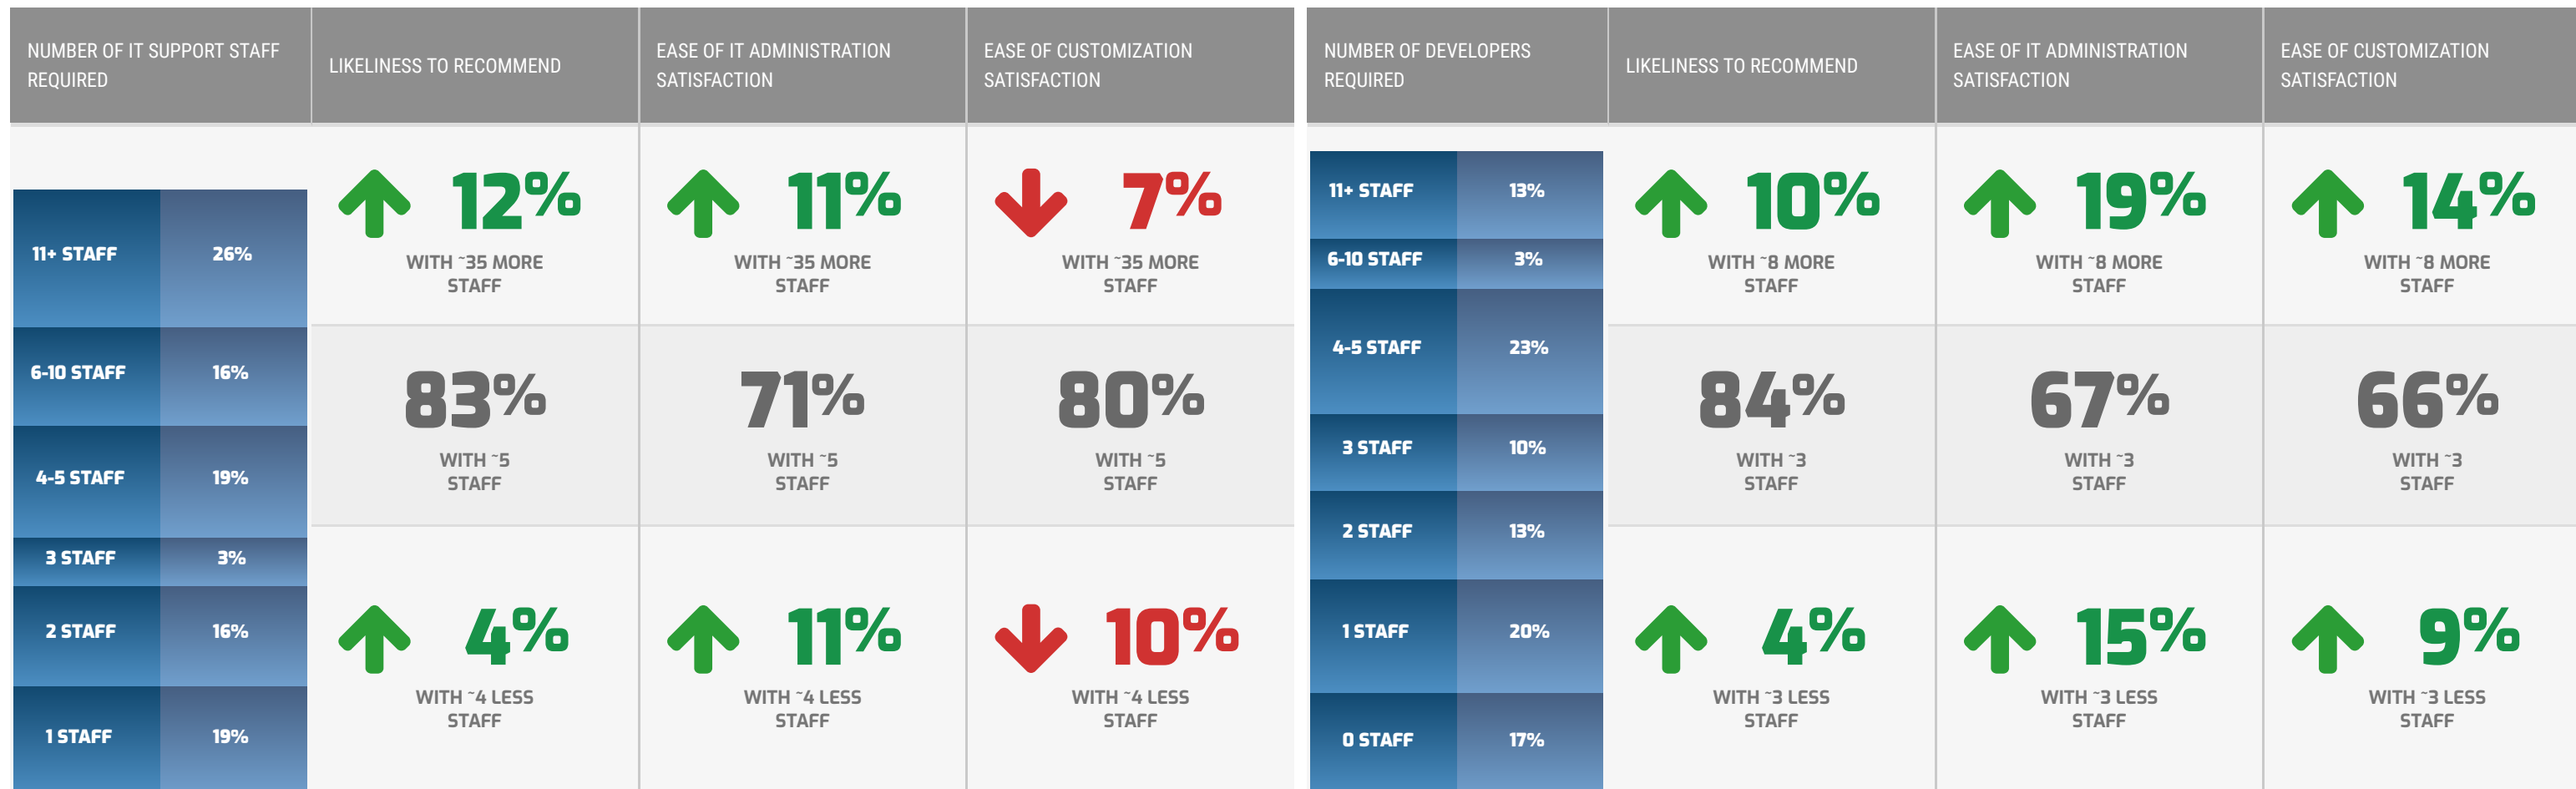 NUMBER OF IT SUPPORT STAFF
REQUIRED
LIKELINESS TO RECOMMEND
EASE OF IT ADMINISTRATION
SATISFACTION
EASE OF CUSTOMIZATION
SATISFACTION
11+ STAFF 26%
6-10 STAFF 16%
4-5 STAFF 19%
3 STAFF 3%
2 STAFF 16%
1 STAFF 19%
12%
WITH ~35 MORE
STAFF
11%
WITH ~35 MORE
STAFF
7%
WITH ~35 MORE
STAFF
83%
WITH ~5
STAFF
71%
WITH ~5
STAFF
80%
WITH ~5
STAFF
4%
WITH ~4 LESS
STAFF
11%
WITH ~4 LESS
STAFF
10%
WITH ~4 LESS
STAFF
NUMBER OF DEVELOPERS
REQUIRED
LIKELINESS TO RECOMMEND
EASE OF IT ADMINISTRATION
SATISFACTION
EASE OF CUSTOMIZATION
SATISFACTION
11+ STAFF 13%
6-10 STAFF 3%
4-5 STAFF 23%
3 STAFF 10%
2 STAFF 13%
1 STAFF 20%
0 STAFF 17%
10%
WITH ~8 MORE
STAFF
19%
WITH ~8 MORE
STAFF
14%
WITH ~8 MORE
STAFF
84%
WITH ~3
STAFF
67%
WITH ~3
STAFF
66%
WITH ~3
STAFF
4%
WITH ~3 LESS
STAFF
15%
WITH ~3 LESS
STAFF
9%
WITH ~3 LESS
STAFF